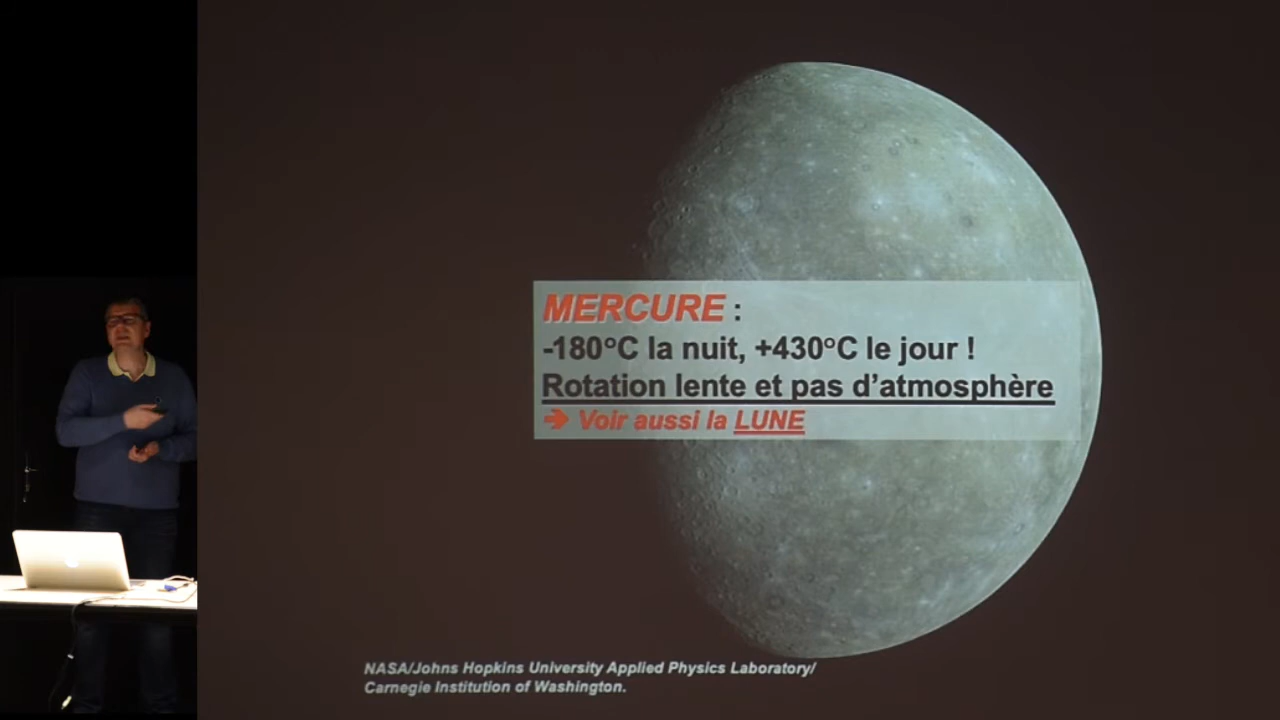 MERCURE :
-180°C la nuit, +430°C le jour !
Rotation lente et pas d'atmosphère
➔ Voir aussi la LUNE
NASA/Johns Hopkins University Applied Physics Laboratory/
Carnegie Institution of Washington.